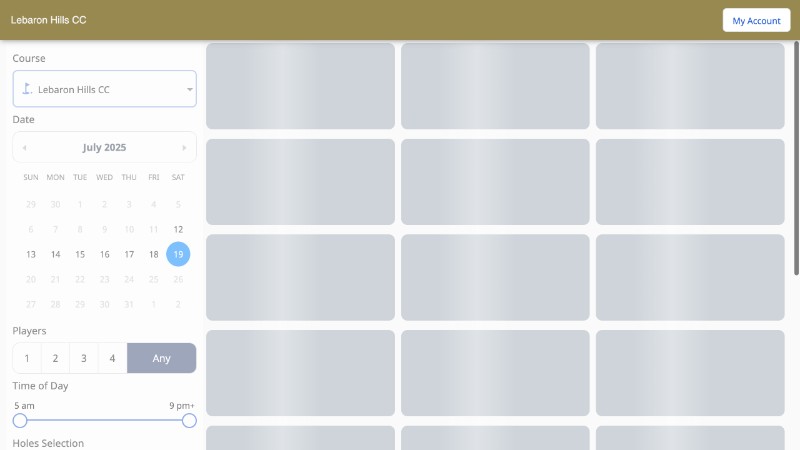 Lebaron Hills CC
My Account
Course
Lebaron Hills CC
Date
July 2025
SUN MON TUE WED THU FRI SAT
29 30 1 2 3 4 5
6 7 8 9 10 11 12
13 14 15 16 17 18 19
20 21 22 23 24 25 26
27 28 29 30 31 1 2
Players
1 2 3 4 Any
Time of Day
5 am 9 pm+
Holes Selection